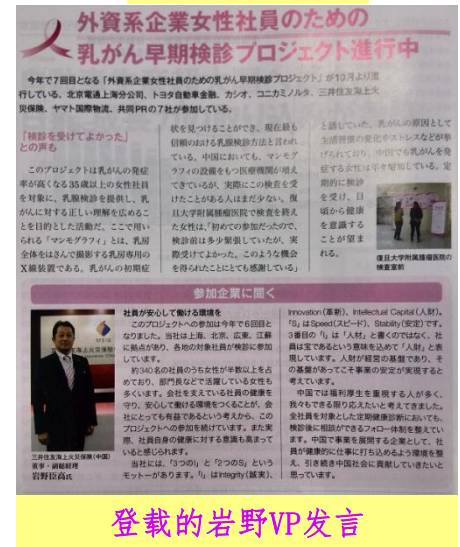 外資系企業女性社員のための
乳がん早期検診プロジェクト進行中
今年で7回目となる「外資系企業女性社員のための乳がん早期検診プロジェクト」が10月より進
行している。北京電通上海分公司、トヨタ自動車金融、カシオ、コニカミノルタ、三井住友海上火
災保険、ヤマト国際物流、共同PRの7社が参加している。
「検診を受けてよかった」
との声も
このプロジェクトは乳がんの発症
率が高くなる35歳以上の女性社員
を対象に、乳腺検診を提供し、乳
がんに対する正しい理解を広めるこ
とを目的とした活動だ。ここで用い
られる「マンモグラフィ」とは、乳房
全体をはさんで撮影する乳房専用の
X線装置である。乳がんの初期症
状を見つけることができ、現在最も
信頼のおける乳腺検診方法と言われ
ている。中国においても、マンモグ
ラフィの設備をもつ医療機関が増え
てきているが、実際にこの検査を受
けたことがある人はまだ少ない。復
旦大学附属腫瘤医院で検査を終え
た女性は、「初めての参加だったので、
検診前は多少緊張していたが、実
際受けてよかった。このような機会
を得られたことにとても感謝している」
と話していた。乳がんの原因として
生活習慣の変化やストレスなどが挙
げられており、中国でも乳がんを発
症する女性は年々増加している。定
期的に検診
を受け、日
頃から健康
を意識する
ことが望ま
れる。
復旦大学附属腫瘤医院の
検査室前
参加企業に聞く
三井住友海上火災保険（中国）
董事・副総経理
岩野臣高氏
社員が安心して働ける環境を
このプロジェクトへの参加は今年で6回目と
なりました。当社は上海、北京、広東、江蘇
に拠点があり、各地の対象社員が検診に参加
しています。
約340名の社員のうち女性が半数以上を占
めており、部門長などで活躍している女性も
多くいます。会社を支えている社員の健康を
守り、安心して働ける環境をつくることが、会
社にとっても有益であるという考えから、この
プロジェクトへの参加を続けています。また実
際、社員自身の健康に対する意識も高まって
いると感じられます。
当社には、「3つのI」と「2つのS」という
モットーがあります。「I」はIntegrity（誠実）、
Innovation（革新）、Intellectual Capital（人財）。
「S」はSpeed（スピード）、Stability（安定）です。
3番目の「I」は「人材」と書くのではなく、社
員は宝であるという意味を込めて「人財」と表
現しています。人財が経営の基盤であり、そ
の基盤があってこそ事業の安定が実現すると
考えています。
中国では福利厚生を重視する人が多く、
我々もできる限り応えたいと考えてきました。
全社員を対象とした定期健康診断においても、
検診後に相談ができるフォロー体制を整えてい
ます。中国で事業を展開する企業として、社
員が健康的に仕事に打ち込めるよう環境を整
え、引き続き中国社会に貢献していきたいと
思っています。
登载的岩野VP发言